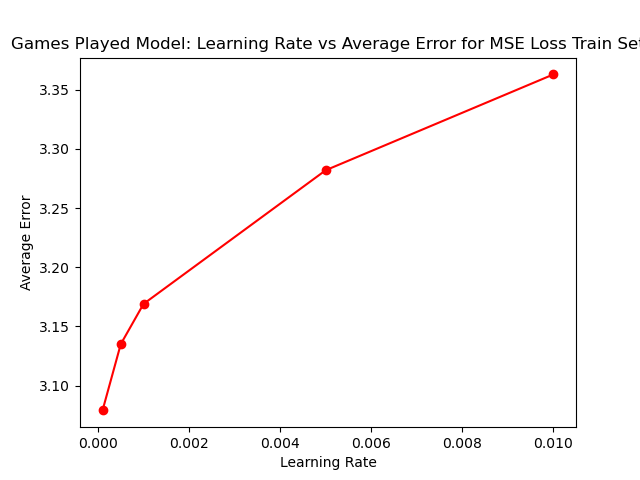 Games Played Model: Learning Rate vs Average Error for MSE Loss Train Set
3.35
3.30
3.25
3.20
3.15
3.10
Average Error
0.000 0.002 0.004 0.006 0.008 0.010
Learning Rate